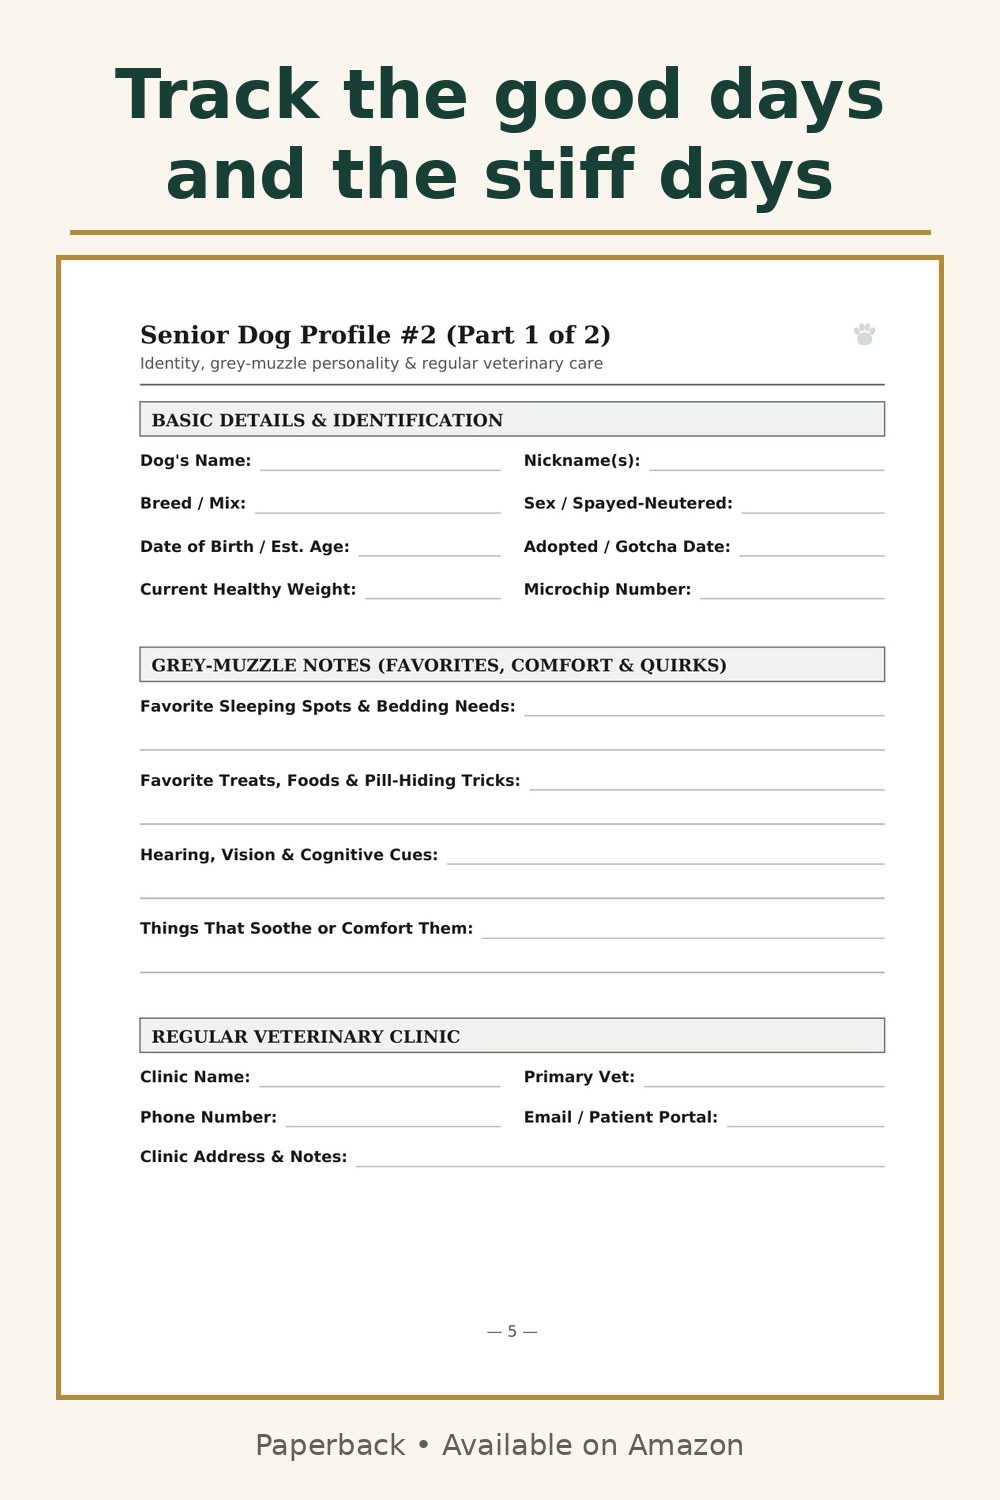 Track the good days
and the stiff days
Senior Dog Profile #2 (Part 1 of 2)
Identity, grey-muzzle personality & regular veterinary care
BASIC DETAILS & IDENTIFICATION
Dog's Name: Nickname(s):
Breed / Mix: Sex / Spayed-Neutered:
Date of Birth / Est. Age: Adopted / Gotcha Date:
Current Healthy Weight: Microchip Number:
GREY-MUZZLE NOTES (FAVORITES, COMFORT & QUIRKS)
Favorite Sleeping Spots & Bedding Needs:
Favorite Treats, Foods & Pill-Hiding Tricks:
Hearing, Vision & Cognitive Cues:
Things That Soothe or Comfort Them:
REGULAR VETERINARY CLINIC
Clinic Name: Primary Vet:
Phone Number: Email / Patient Portal:
Clinic Address & Notes:
— 5 —
Paperback • Available on Amazon